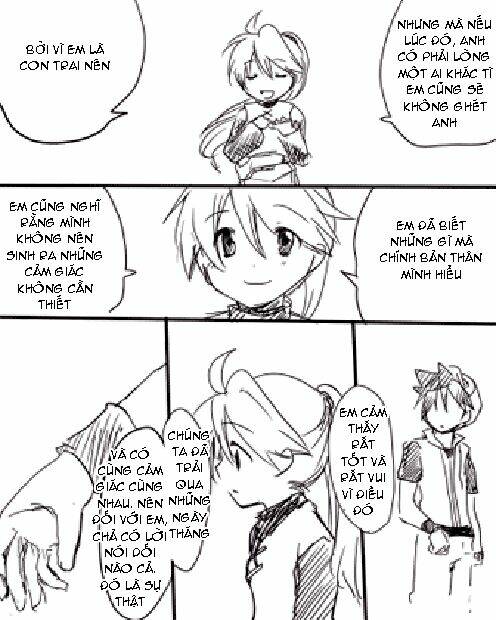 NHƯNG MÀ NẾU
LÚC ĐÓ, ANH
CÓ PHẢI LÒNG
MỘT AI KHÁC TÌ
EM CŨNG SẼ
KHÔNG GHÉT
ANH
BỞI VÌ EM LÀ
CON TRAI NÊN
EM ĐÃ BIẾT
NHỮNG GÌ MÀ
CHÍNH BẢN THÂN
MÌNH HIỂU
EM CŨNG NGHĨ
RẰNG MÌNH
KHÔNG NÊN
SINH RA NHỮNG
CẢM GIÁC
KHÔNG CẦN
THIẾT
EM CẢM
THẤY
RẤT
TỐT VÀ
RẤT VUI
VÌ ĐIỀU
ĐÓ
CHÚNG
TA ĐÃ
TRẢI
QUA
NHỮNG
NGÀY
THÁNG
VÀ CÓ
CÙNG CẢM
GIÁC CÙNG
NHAU. NÊN
ĐỐI VỚI EM,
CHẢ CÓ LỜI
NÓI DỐI
NÀO CẢ.
ĐÓ LÀ SỰ
THẬT